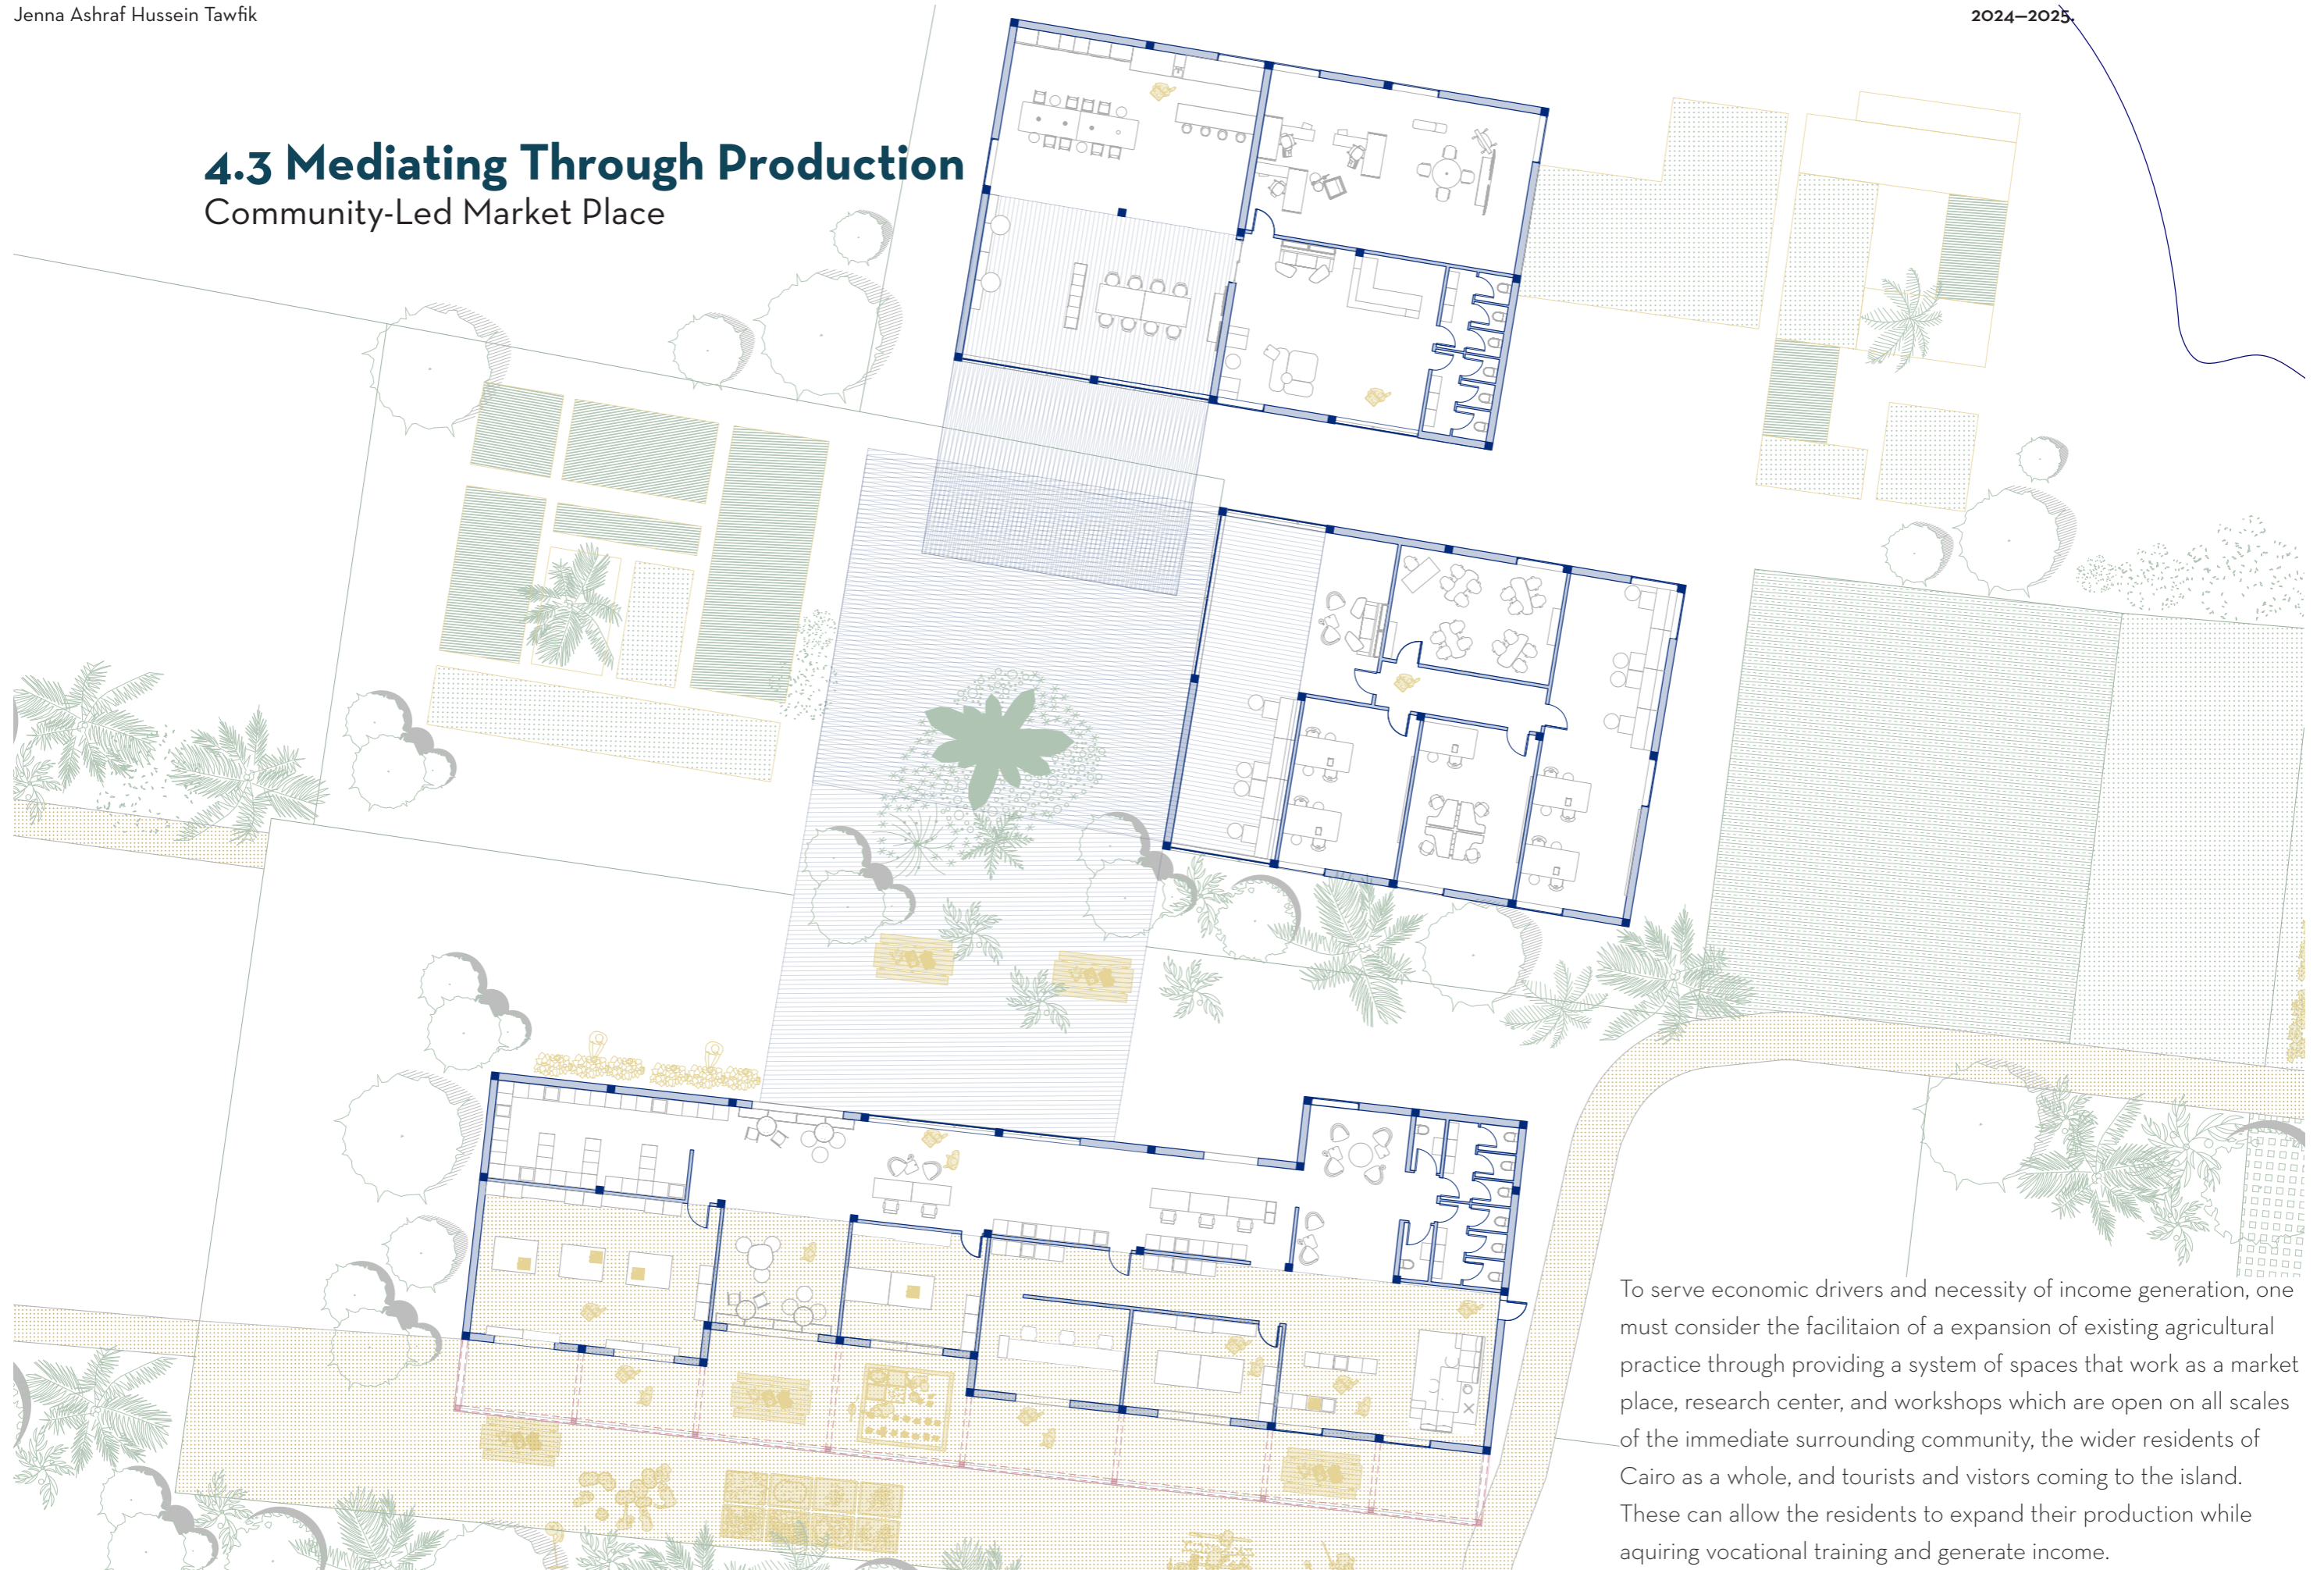 Jenna Ashraf Hussein Tawfik
2024—2025.
4.3 Mediating Through Production
Community-Led Market Place
To serve economic drivers and necessity of income generation, one
must consider the facilitaion of a expansion of existing agricultural
practice through providing a system of spaces that work as a market
place, research center, and workshops which are open on all scales
of the immediate surrounding community, the wider residents of
Cairo as a whole, and tourists and vistors coming to the island.
These can allow the residents to expand their production while
aquiring vocational training and generate income.